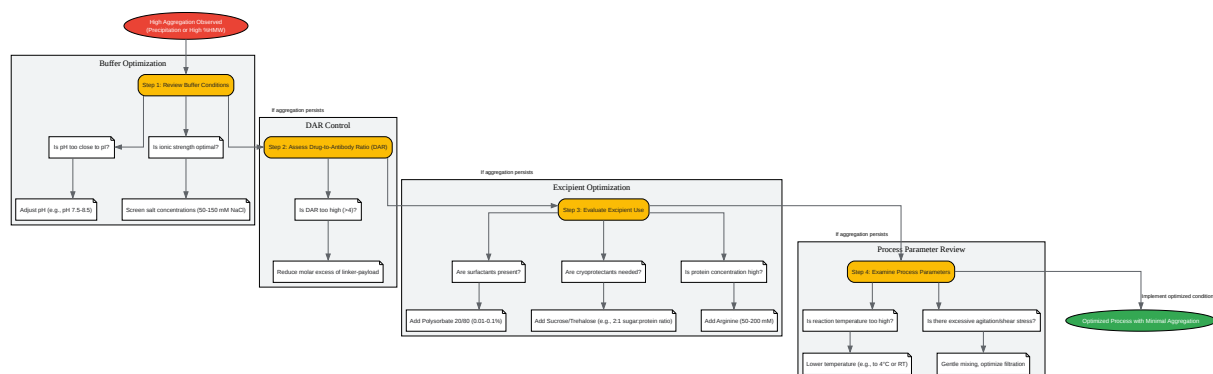 High Aggregation Observed
(Precipitation or High %HMW)
Buffer Optimization
Step 1: Review Buffer Conditions
If aggregation persists
DAR Control
Is pH too close to pI?
Is ionic strength optimal?
Step 2: Assess Drug-to-Antibody Ratio (DAR)
If aggregation persists
Excipient Optimization
Adjust pH (e.g., pH 7.5-8.5)
Screen salt concentrations (50-150 mM NaCl)
Is DAR too high (>4)?
Step 3: Evaluate Excipient Use
If aggregation persists
Process Parameter Review
Reduce molar excess of linker-payload
Are surfactants present?
Are cryoprotectants needed?
Is protein concentration high?
Step 4: Examine Process Parameters
Implement optimized condition
Add Polysorbate 20/80 (0.01-0.1%)
Add Sucrose/Trehalose (e.g., 2:1 sugar:protein ratio)
Add Arginine (50-200 mM)
Is reaction temperature too high?
Is there excessive agitation/shear stress?
Optimized Process with Minimal Aggregation
Lower temperature (e.g., to 4°C or RT)
Gentle mixing, optimize filtration